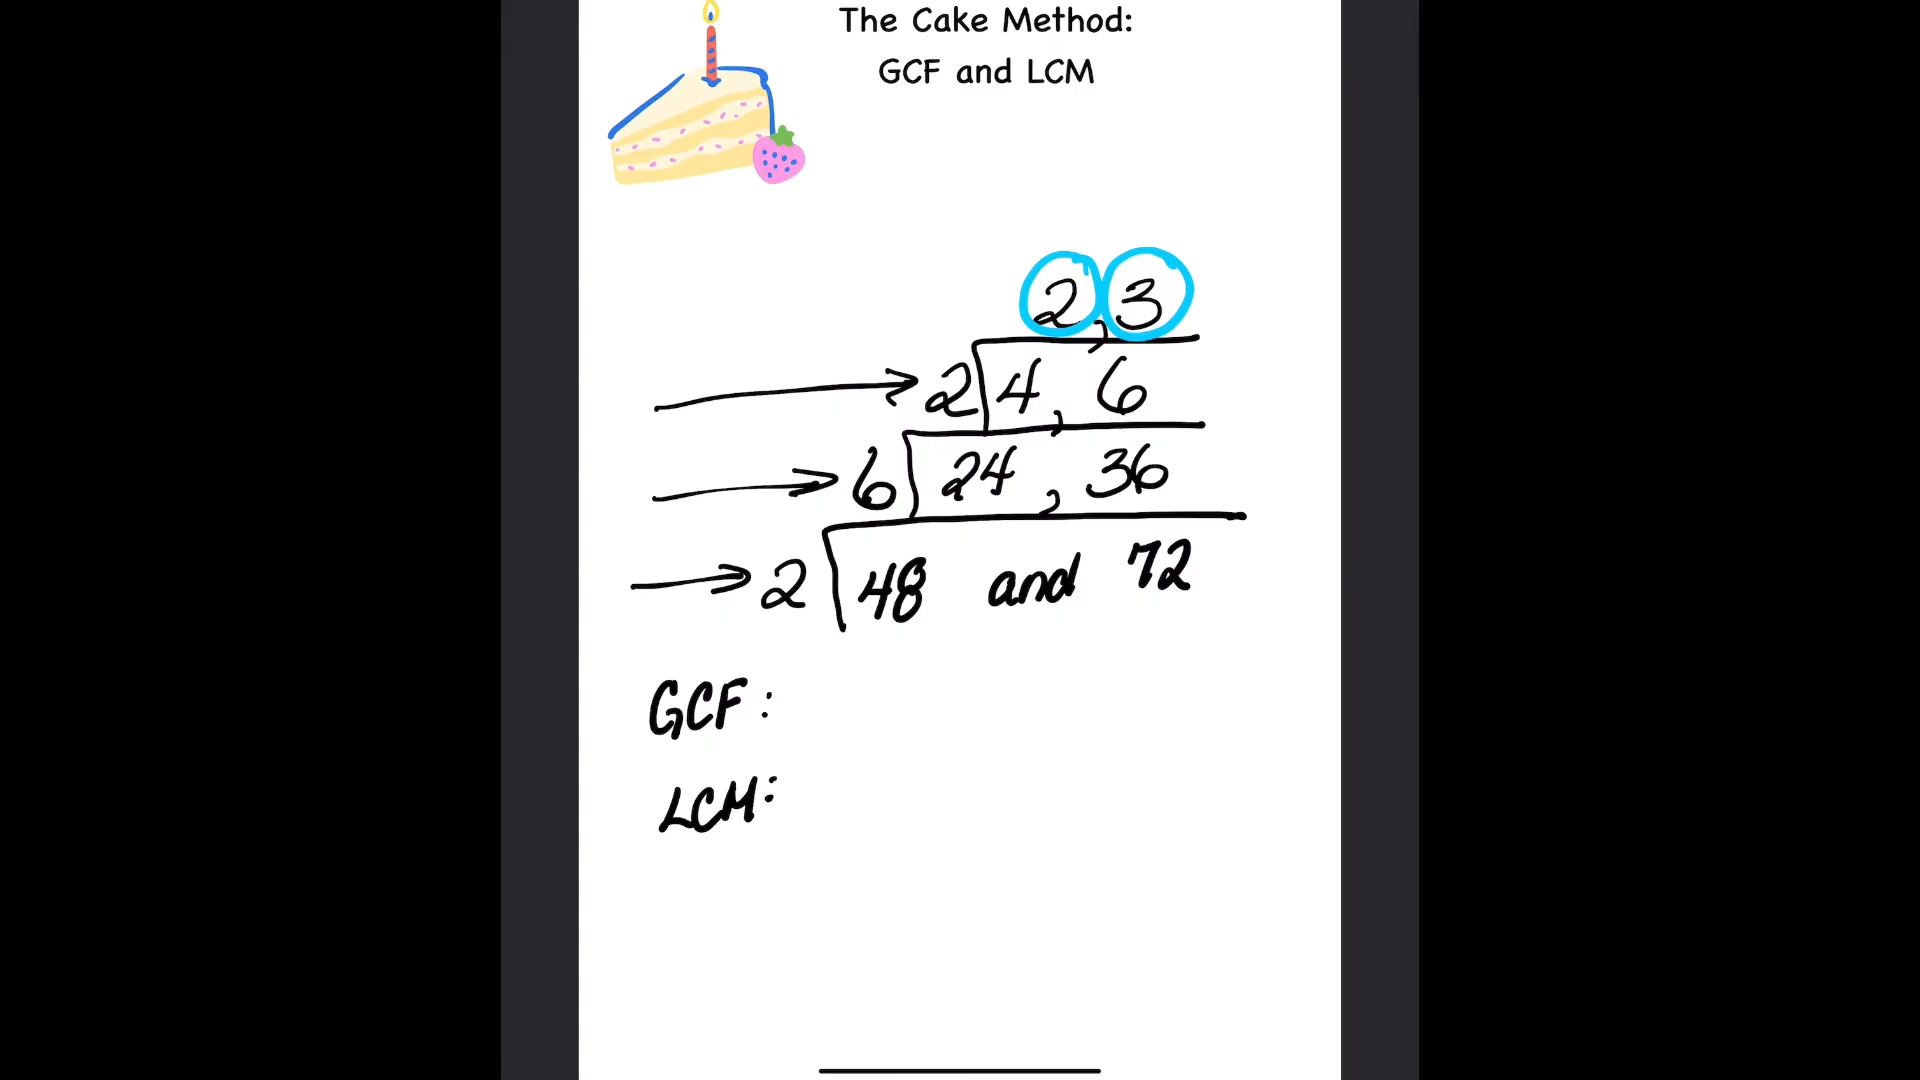 The Cake Method:
GCF and LCM
2, 3
2 4, 6
6 24, 36
2 48 and 72
GCF:
LCM: